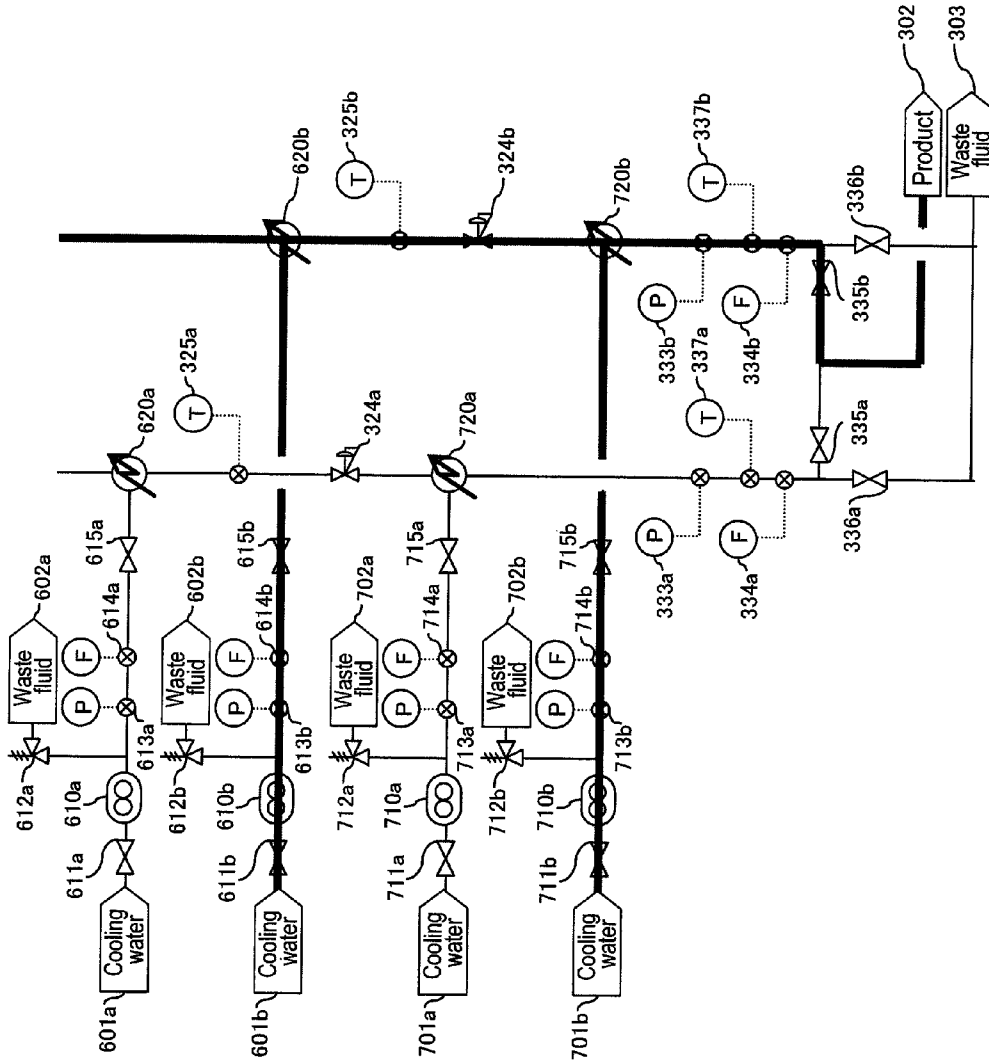 302
303
Product
Waste
fluid
325b
T
620b
324b
720b
337b
T
336b
P
333b
F
334b
335b
337a
T
325a
T
620a
324a
720a
335a
336a
P
333a
F
334a
602a
Waste
fluid
612a
P
F
614a
615a
613a
610a
611a
Cooling
water
601a
602b
Waste
fluid
612b
P
F
614b
615b
613b
610b
611b
Cooling
water
601b
702a
Waste
fluid
712a
P
F
714a
715a
713a
710a
711a
Cooling
water
701a
702b
Waste
fluid
712b
P
F
714b
715b
713b
710b
711b
Cooling
water
701b